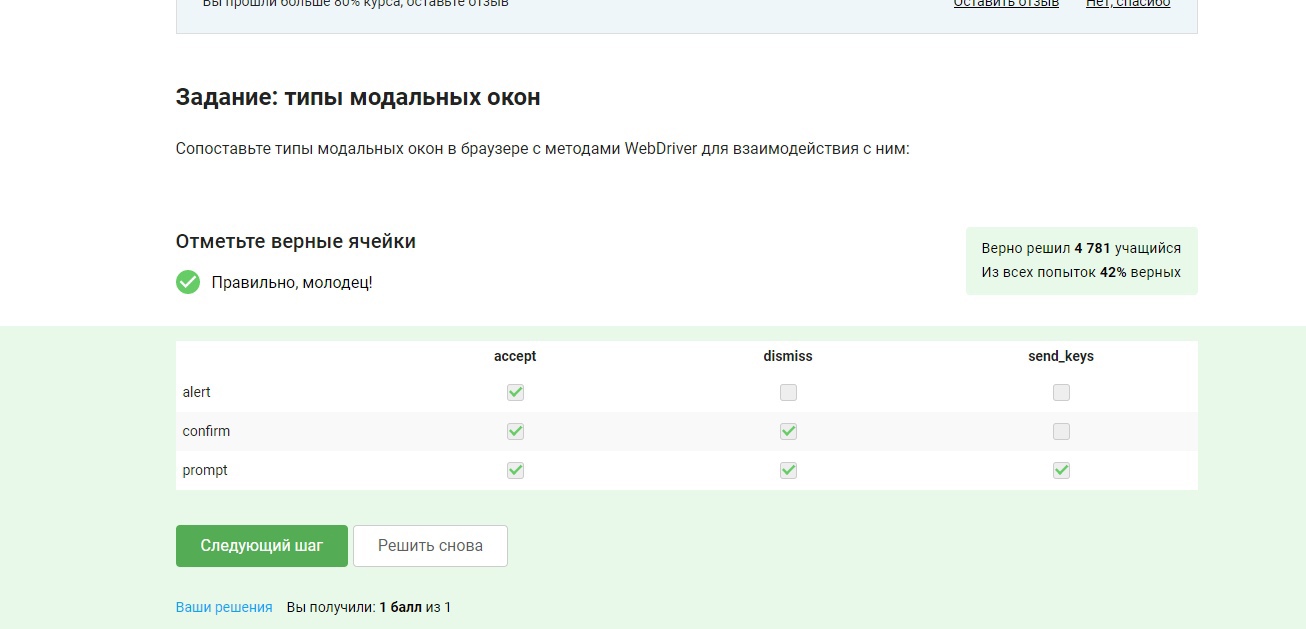 Вы прошли больше 80% курса, оставьте отзыв Оставить отзыв Нет, спасибо
Задание: типы модальных окон
Сопоставьте типы модальных окон в браузере с методами WebDriver для взаимодействия с ним:
Отметьте верные ячейки
Правильно, молодец!
Верно решил 4 781 учащийся
Из всех попыток 42% верных
accept dismiss send_keys
alert
confirm
prompt
Следующий шаг Решить снова
Ваши решения Вы получили: 1 балл из 1